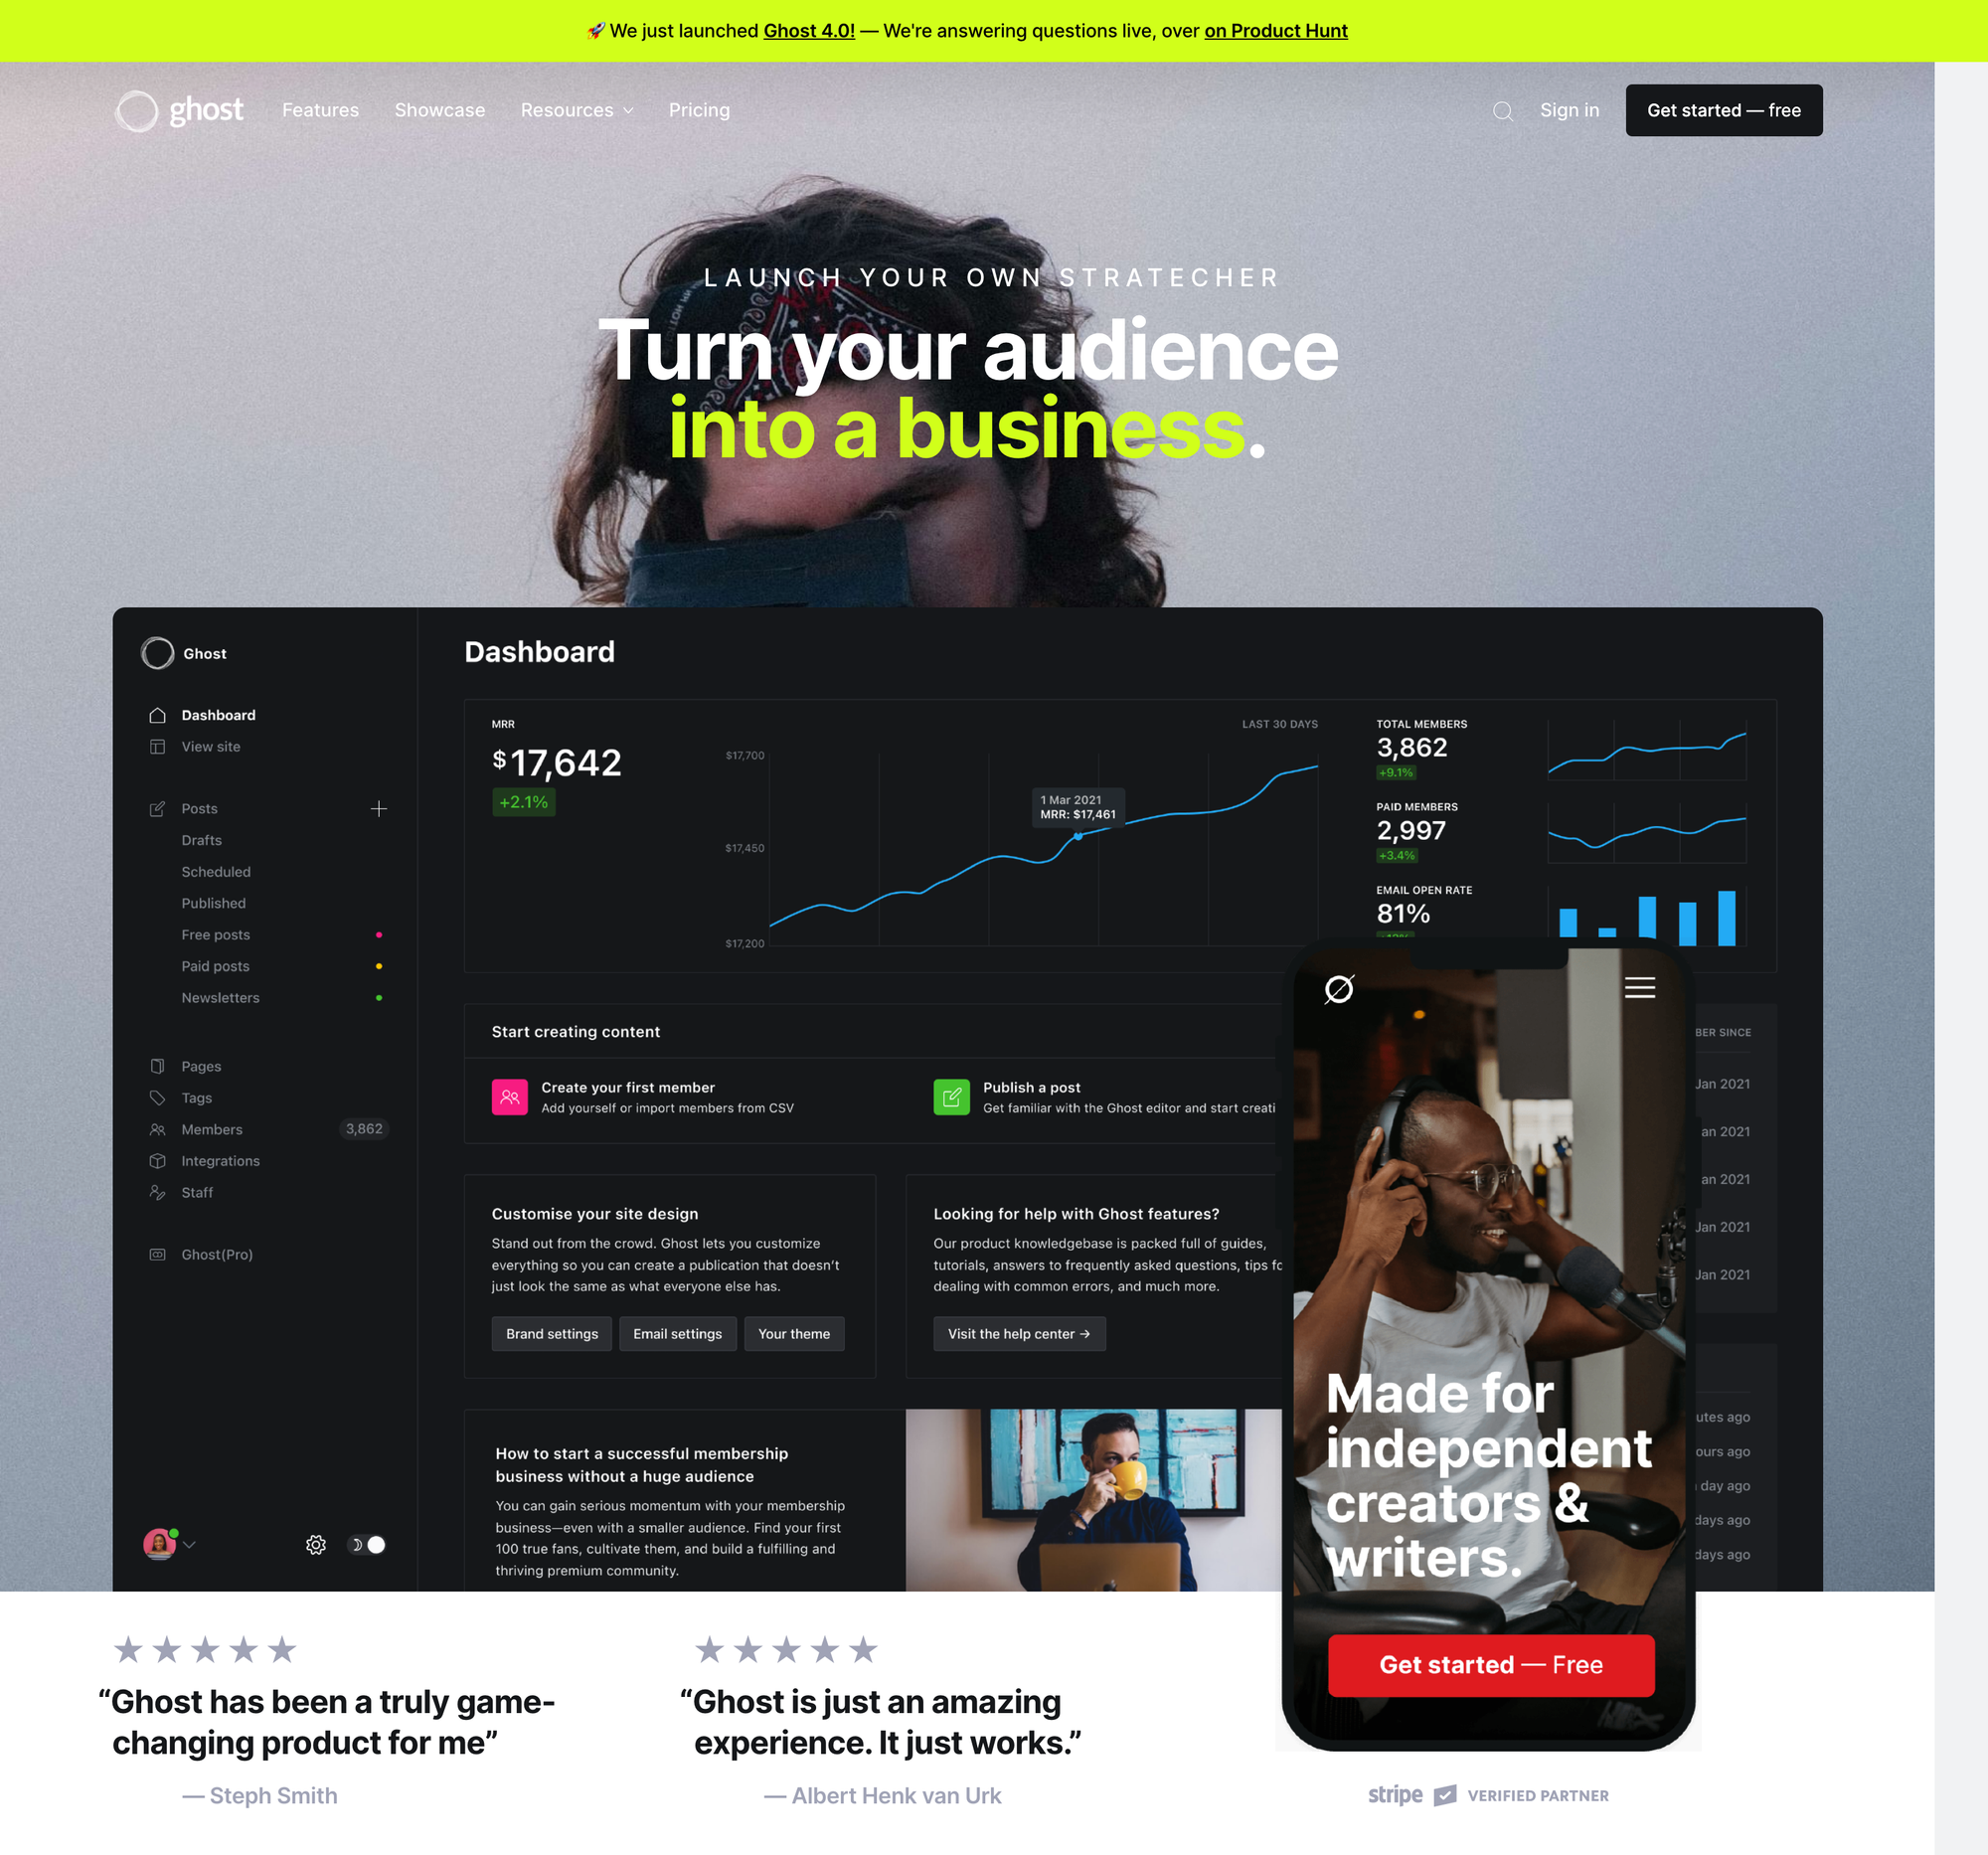 🚀 We just launched Ghost 4.0! — We're answering questions live, over on Product Hunt
ghost
Features
Showcase
Resources
Pricing
Sign in
Get started — free
LAUNCH YOUR OWN STRATECHER
Turn your audience
into a business.
Ghost
Dashboard
View site
Posts
Drafts
Scheduled
Published
Free posts
Paid posts
Newsletters
Pages
Tags
Members
3,862
Integrations
Staff
Ghost(Pro)
Dashboard
MRR
$17,642
+2.1%
LAST 30 DAYS
$17,700
$17,450
$17,200
1 Mar 2021
MRR: $17,461
TOTAL MEMBERS
3,862
+9.1%
PAID MEMBERS
2,997
+3.4%
EMAIL OPEN RATE
81%
Start creating content
Create your first member
Add yourself or import members from CSV
Publish a post
Get familiar with the Ghost editor and start creati
Customise your site design
Stand out from the crowd. Ghost lets you customize
everything so you can create a publication that doesn't
just look the same as what everyone else has.
Brand settings
Email settings
Your theme
Looking for help with Ghost features?
Our product knowledgebase is packed full of guides,
tutorials, answers to frequently asked questions, tips fo
dealing with common errors, and much more.
Visit the help center →
How to start a successful membership
business without a huge audience
You can gain serious momentum with your membership
business—even with a smaller audience. Find your first
100 true fans, cultivate them, and build a fulfilling and
thriving premium community.
BER SINCE
Jan 2021
an 2021
an 2021
Jan 2021
Jan 2021
utes ago
ours ago
day ago
days ago
days ago
Made for
independent
creators &
writers.
Get started — Free
★★★★★
“Ghost has been a truly game-
changing product for me”
— Steph Smith
★★★★★
“Ghost is just an amazing
experience. It just works.”
— Albert Henk van Urk
stripe VERIFIED PARTNER